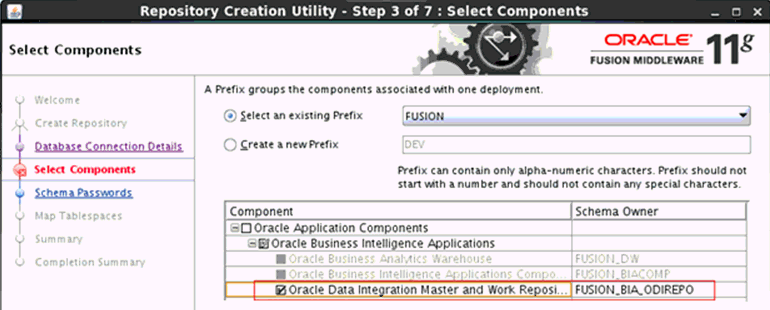 Repository Creation Utility - Step 3 of 7 : Select Components
Select Components
ORACLE
FUSION MIDDLEWARE
11g
Welcome
Create Repository
Database Connection Details
Select Components
Schema Passwords
Map Tablespaces
Summary
Completion Summary
A Prefix groups the components associated with one deployment.
Select an existing Prefix
FUSION
Create a new Prefix
DEV
Prefix can contain only alpha-numeric characters. Prefix should not
start with a number and should not contain any special characters.
Component Schema Owner
Oracle Application Components
Oracle Business Intelligence Applications
Oracle Business Analytics Warehouse FUSION_DW
Oracle Business Intelligence Applications Compo... FUSION_BIACOMP
Oracle Data Integration Master and Work Reposi... FUSION_BIA_ODIREPO